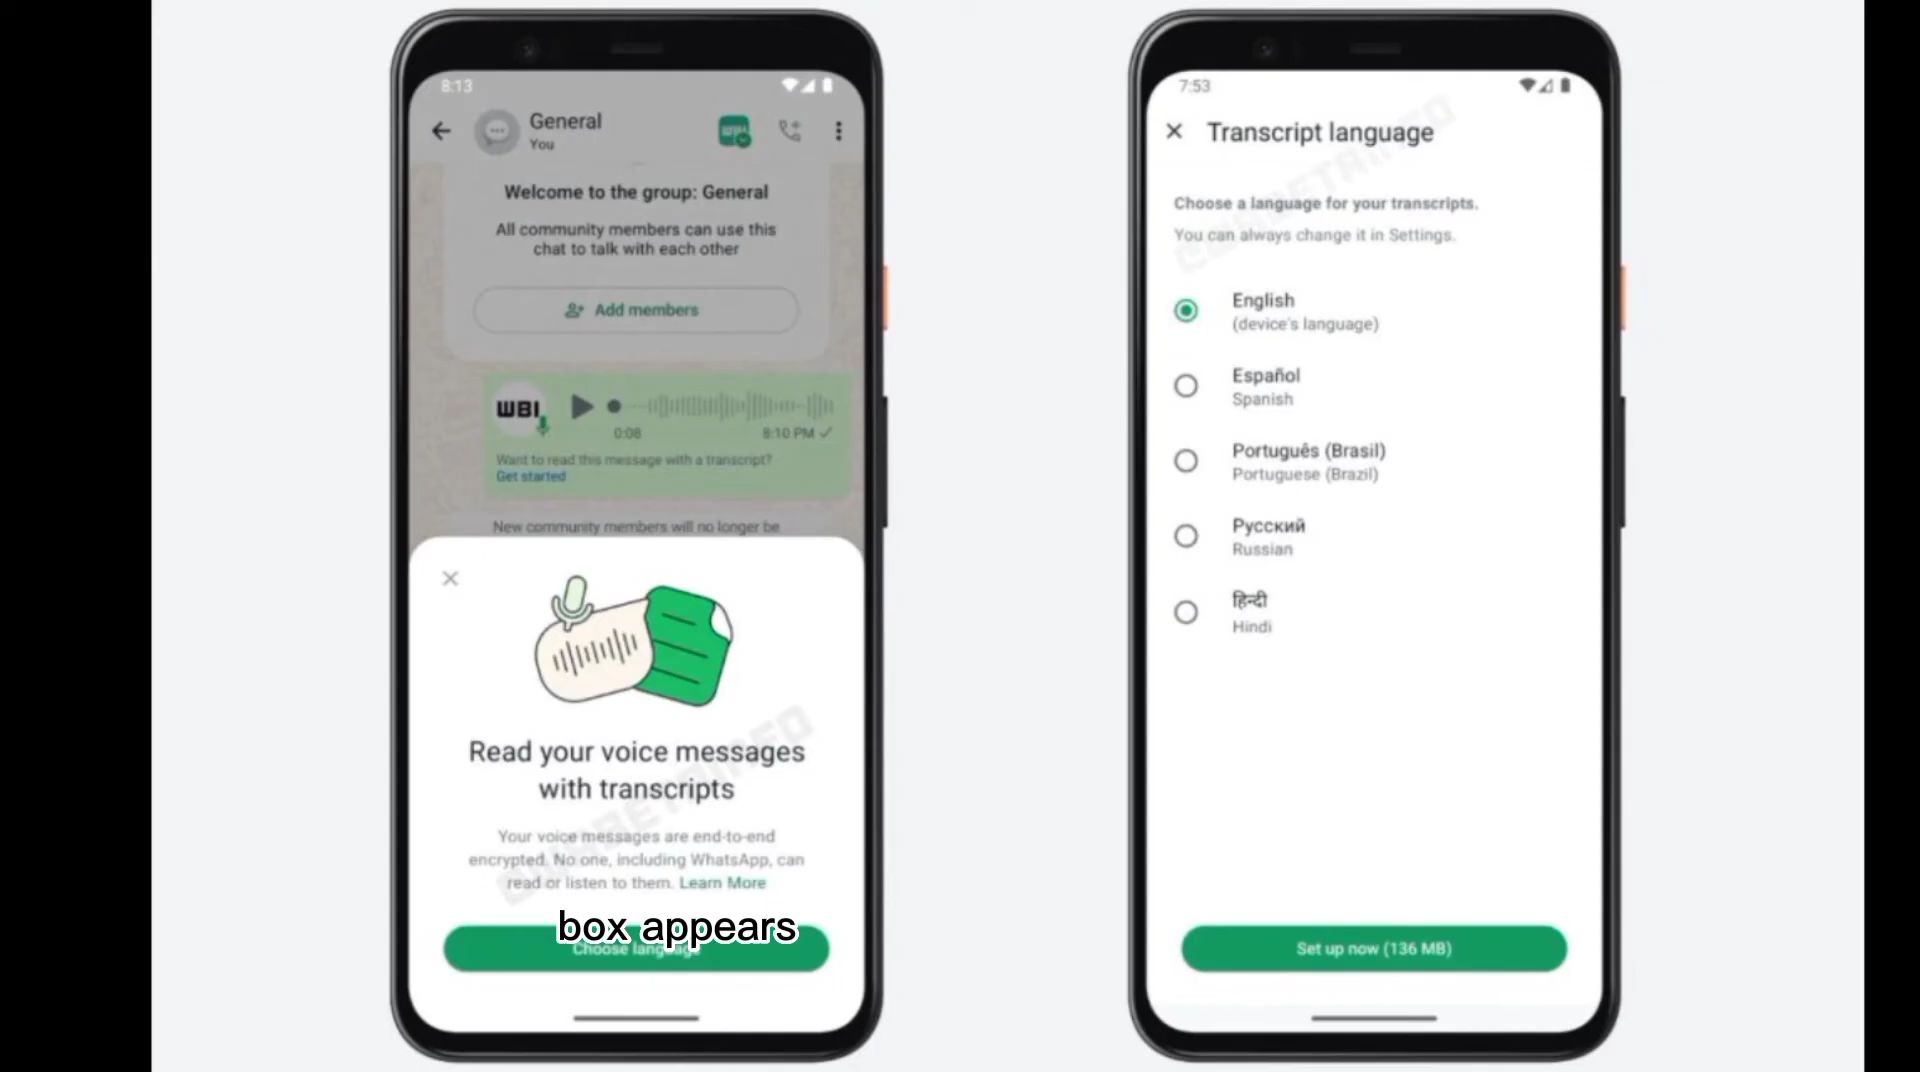 8:13
General
You
WBI
Welcome to the group: General
All community members can use this
chat to talk with each other
Add members
WBI
0:08
8:10 PM
Want to read this message with a transcript?
Get started
New community members will no longer be
Read your voice messages
with transcripts
Your voice messages are end-to-end
encrypted. No one, including WhatsApp, can
read or listen to them. Learn More
box appears
Choose language
7:53
Transcript language
Choose a language for your transcripts.
You can always change it in Settings.
English
(device's language)
Español
Spanish
Português (Brasil)
Portuguese (Brazil)
Русский
Russian
हिन्दी
Hindi
Set up now (136 MB)